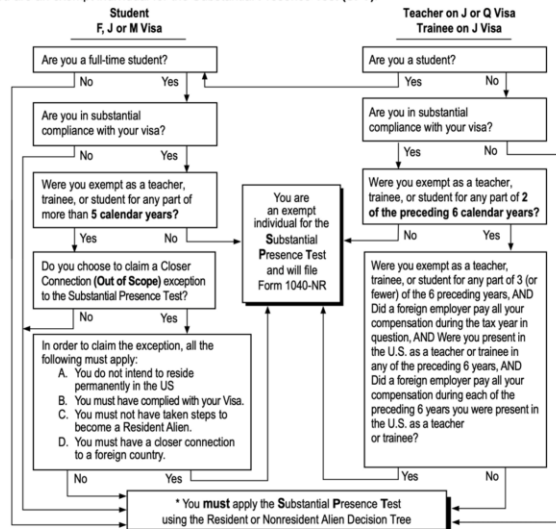 Student
F, J or M Visa
Are you a full-time student?
No Yes
Are you in substantial
compliance with your visa?
No Yes
Were you exempt as a teacher,
trainee, or student for any part of
more than 5 calendar years?
Yes No
Do you choose to claim a Closer
Connection (Out of Scope) exception
to the Substantial Presence Test?
No Yes
In order to claim the exception, all the
following must apply:
A. You do not intend to reside
permanently in the US
B. You must have complied with your Visa.
C. You must not have taken steps to
become a Resident Alien.
D. You must have a closer connection
to a foreign country.
No Yes
You are
an exempt
individual for the
Substantial
Presence Test
and will file
Form 1040-NR
Teacher on J or Q Visa
Trainee on J Visa
Are you a student?
Yes No
Are you in substantial
compliance with your visa?
Yes No
Were you exempt as a teacher,
trainee, or student for any part of 2
of the preceding 6 calendar years?
No Yes
Were you exempt as a teacher,
trainee, or student for any part of 3 (or
fewer) of the 6 preceding years, AND
Did a foreign employer pay all your
compensation during the tax year in
question, AND Were you present in
the U.S. as a teacher or trainee in
any of the preceding 6 years, AND
Did a foreign employer pay all your
compensation during each of the
preceding 6 years you were present in
the U.S. as a teacher
or trainee?
Yes No
* You must apply the Substantial Presence Test
using the Resident or Nonresident Alien Decision Tree